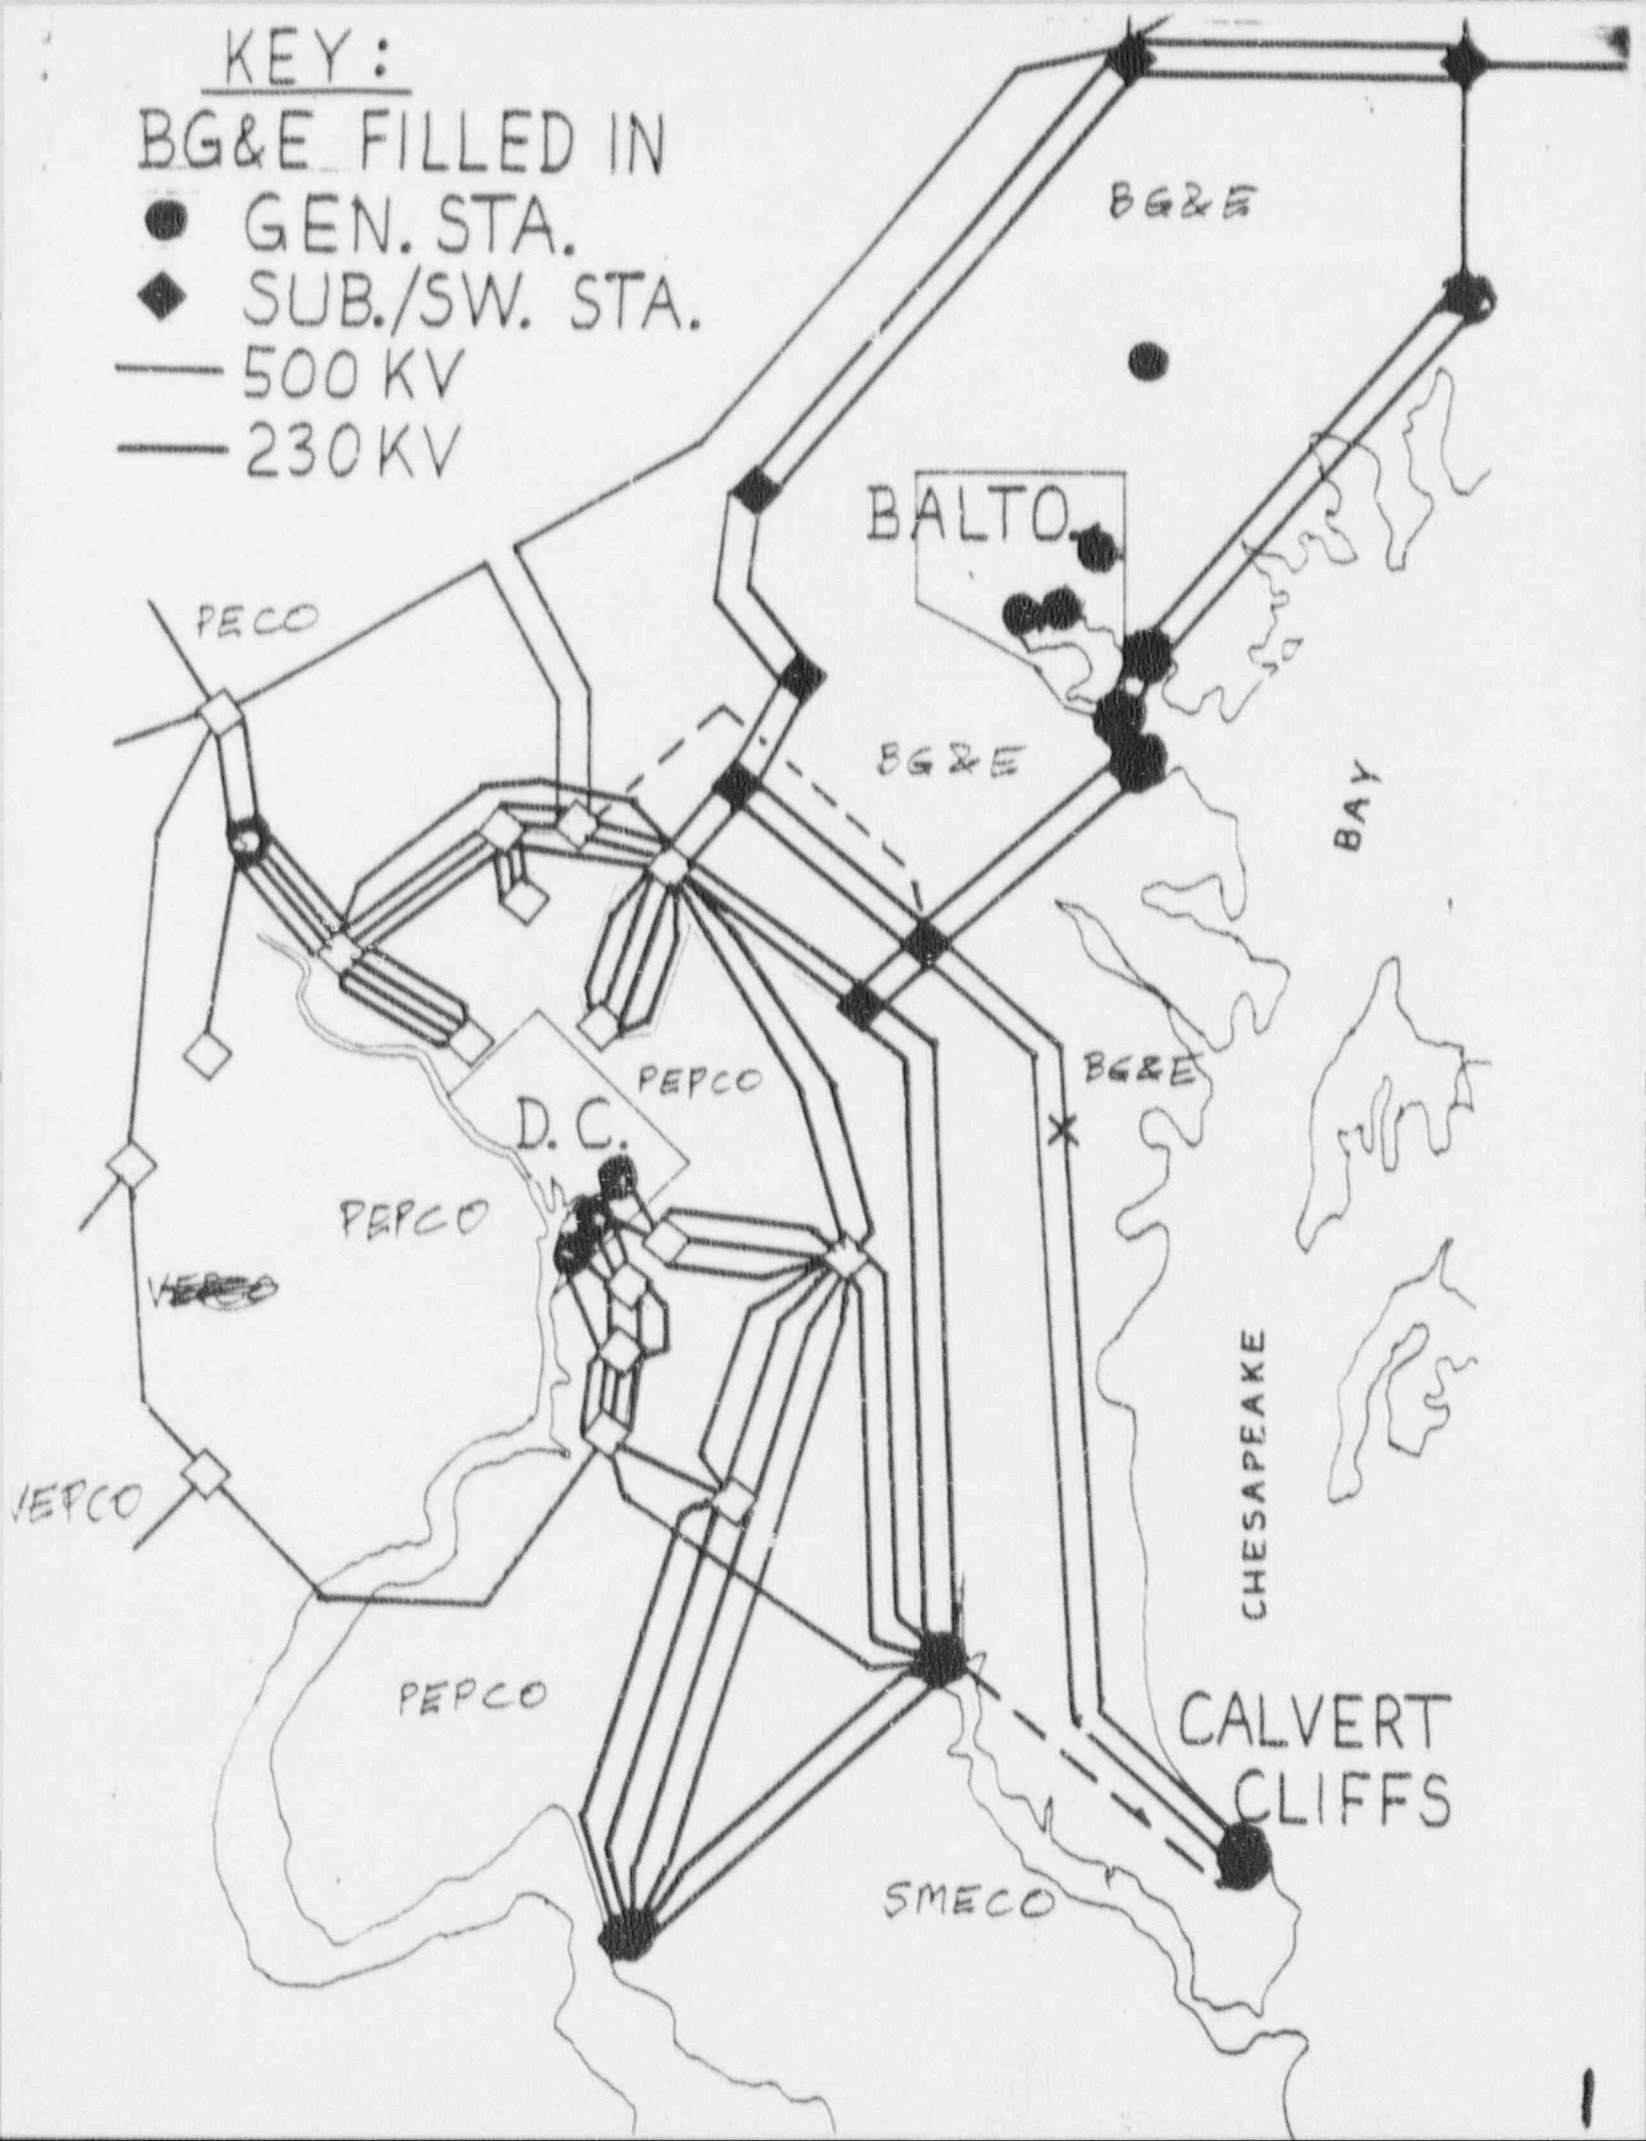 KEY:
BG&E FILLED IN
GEN. STA.
SUB./SW. STA.
500 KV
230 KV
BG&E
BALTO.
PECO
BG&E
BAY
BG&E
PEPCO
D.C.
PEPCO
VEPCO
CHESAPEAKE
PEPCO
CALVERT
CLIFFS
SMECO
1